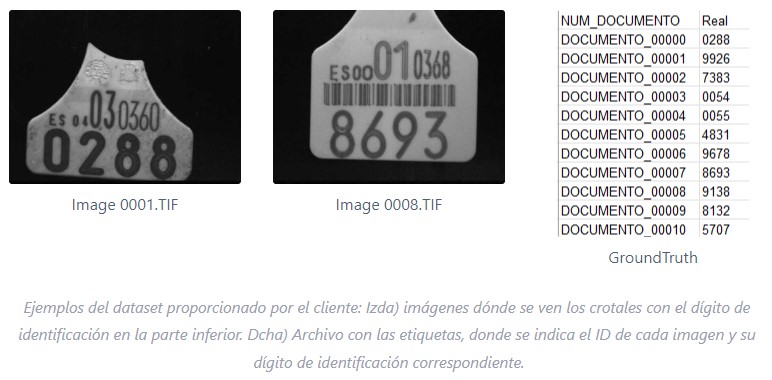 ES 04 03 0360
0288
Image 0001.TIF
ES00 01 0368
8693
Image 0008.TIF
NUM_DOCUMENTO Real
DOCUMENTO_00000 0288
DOCUMENTO_00001 9926
DOCUMENTO_00002 7383
DOCUMENTO_00003 0054
DOCUMENTO_00004 0055
DOCUMENTO_00005 4831
DOCUMENTO_00006 9678
DOCUMENTO_00007 8693
DOCUMENTO_00008 9138
DOCUMENTO_00009 8132
DOCUMENTO_00010 5707
GroundTruth
Ejemplos del dataset proporcionado por el cliente: Izda) imágenes dónde se ven los crotales con el dígito de
identificación en la parte inferior. Dcha) Archivo con las etiquetas, donde se indica el ID de cada imagen y su
dígito de identificación correspondiente.